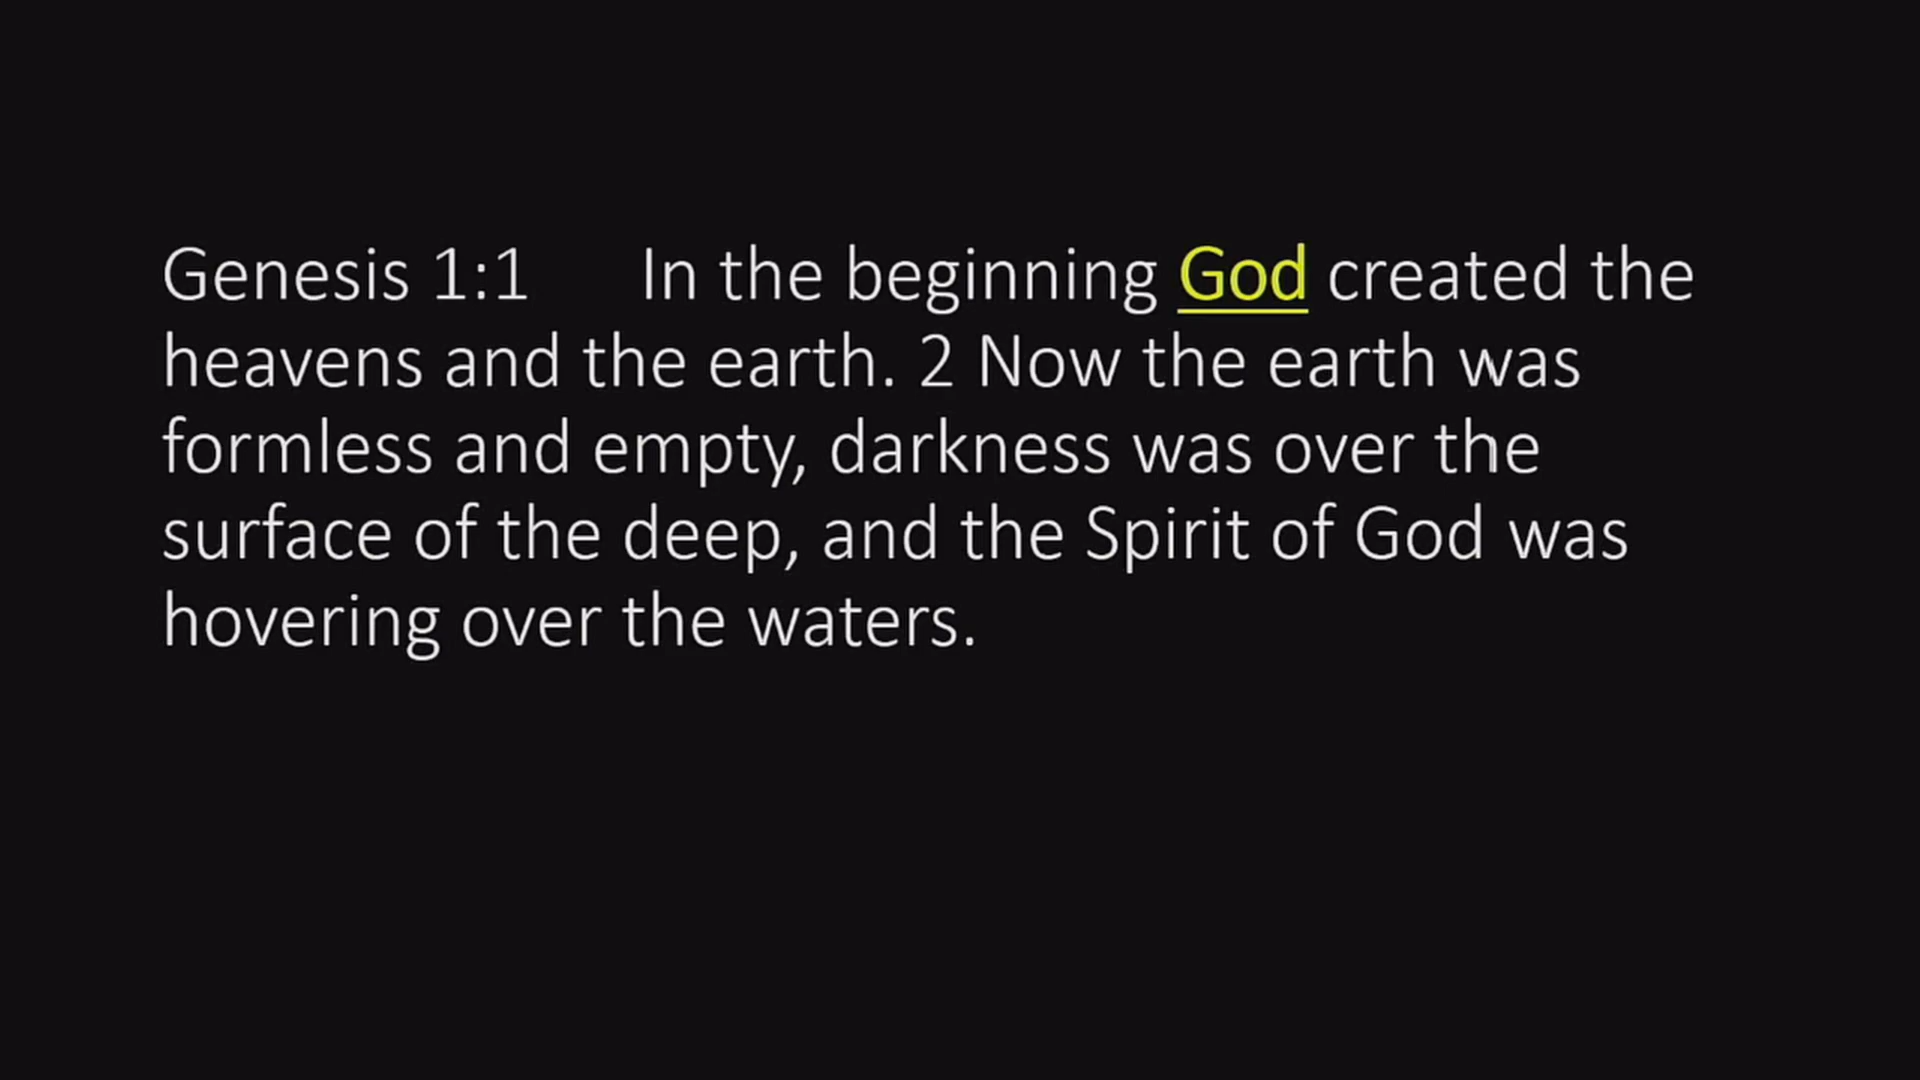 Genesis 1:1 In the beginning God created the
heavens and the earth. 2 Now the earth was
formless and empty, darkness was over the
surface of the deep, and the Spirit of God was
hovering over the waters.